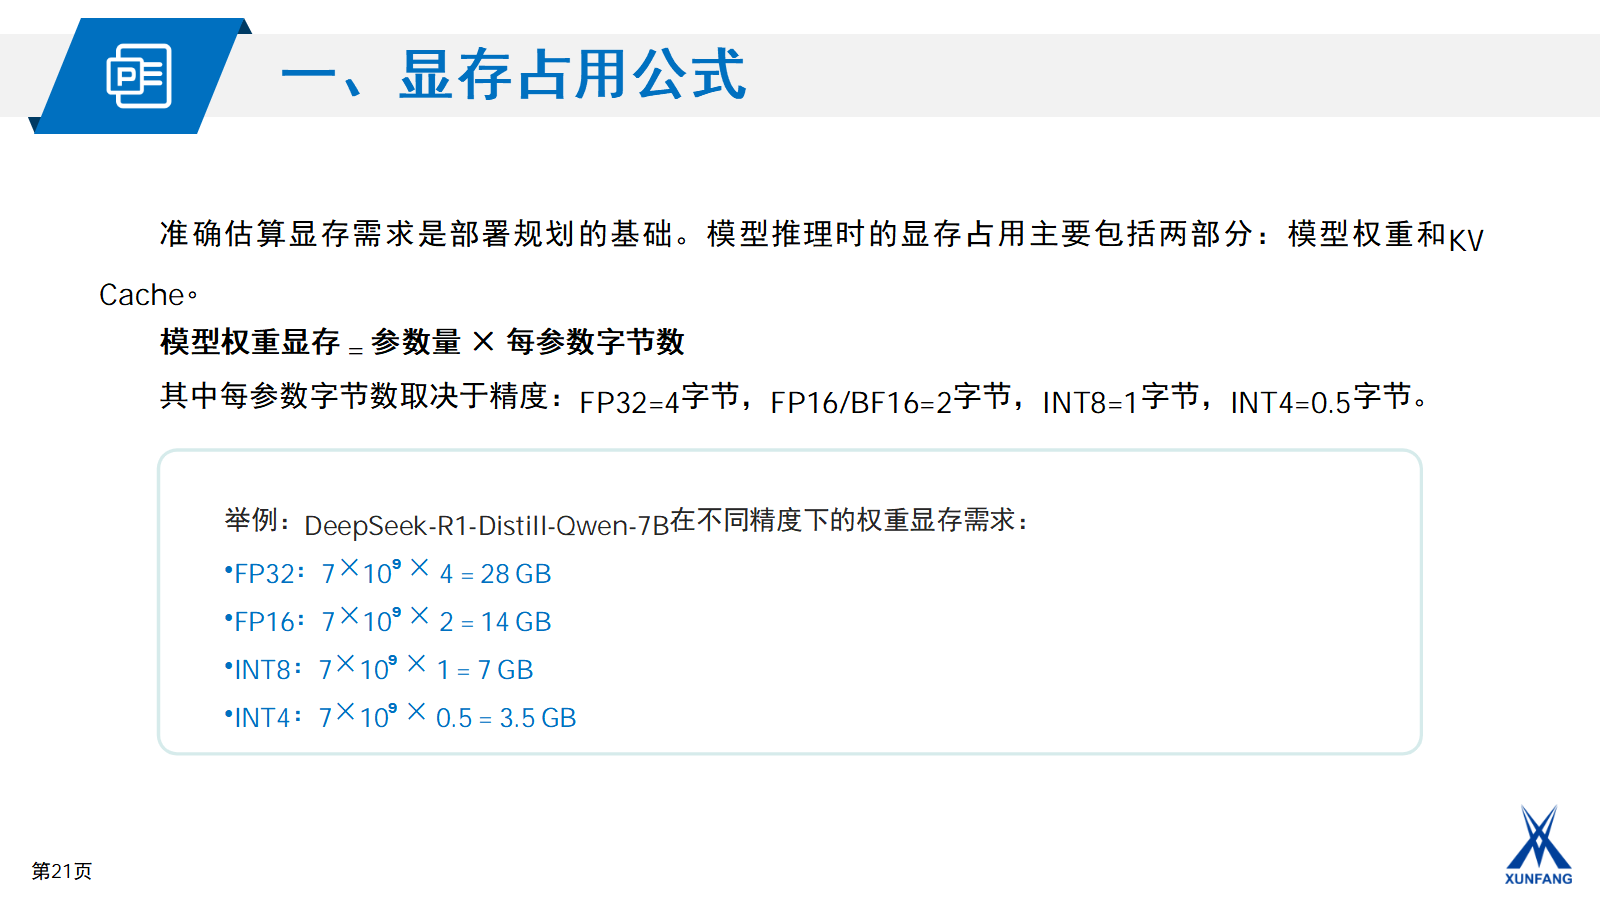 一、显存占用公式
准确估算显存需求是部署规划的基础。模型推理时的显存占用主要包括两部分：模型权重和KV
Cache。
模型权重显存 = 参数量 × 每参数字节数
其中每参数字节数取决于精度：FP32=4字节，FP16/BF16=2字节，INT8=1字节，INT4=0.5字节。
举例：DeepSeek-R1-Distill-Qwen-7B在不同精度下的权重显存需求：
•FP32：7×10⁹ × 4 = 28 GB
•FP16：7×10⁹ × 2 = 14 GB
•INT8：7×10⁹ × 1 = 7 GB
•INT4：7×10⁹ × 0.5 = 3.5 GB
第21页
XUNFANG